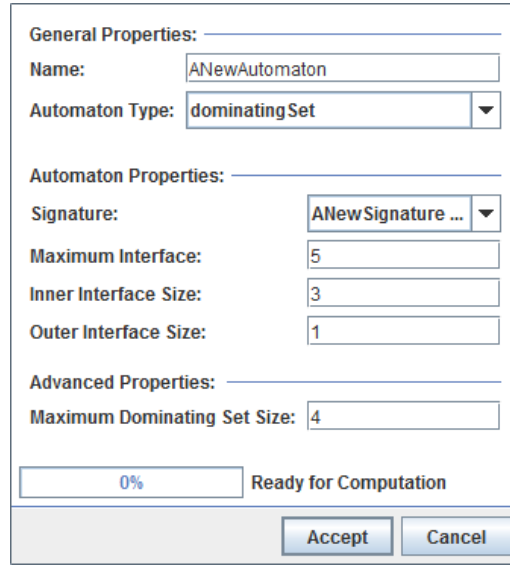 General Properties:
Name: ANewAutomaton
Automaton Type: dominatingSet
Automaton Properties:
Signature: ANewSignature ...
Maximum Interface: 5
Inner Interface Size: 3
Outer Interface Size: 1
Advanced Properties:
Maximum Dominating Set Size: 4
0% Ready for Computation
Accept Cancel